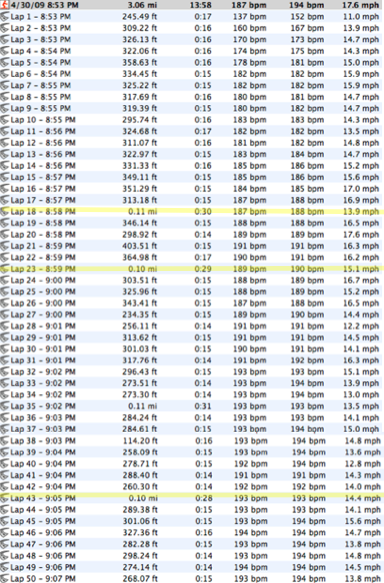 4/30/09 8:53 PM 3.06 mi 13:58 187 bpm 194 bpm 17.6 mph
Lap 1 – 8:53 PM 245.49 ft 0:17 137 bpm 152 bpm 11.0 mph
Lap 2 – 8:53 PM 309.22 ft 0:16 160 bpm 167 bpm 13.9 mph
Lap 3 – 8:54 PM 326.13 ft 0:16 170 bpm 173 bpm 14.7 mph
Lap 4 – 8:54 PM 322.06 ft 0:16 174 bpm 175 bpm 14.3 mph
Lap 5 – 8:54 PM 358.63 ft 0:16 178 bpm 181 bpm 15.0 mph
Lap 6 – 8:54 PM 334.45 ft 0:15 182 bpm 182 bpm 15.9 mph
Lap 7 – 8:55 PM 325.22 ft 0:15 180 bpm 182 bpm 15.9 mph
Lap 8 – 8:55 PM 317.69 ft 0:16 180 bpm 182 bpm 14.3 mph
Lap 9 – 8:55 PM 319.39 ft 0:15 180 bpm 182 bpm 14.7 mph
Lap 10 – 8:55 PM 295.74 ft 0:16 183 bpm 183 bpm 14.3 mph
Lap 11 – 8:56 PM 324.68 ft 0:17 182 bpm 182 bpm 13.5 mph
Lap 12 – 8:56 PM 311.07 ft 0:16 181 bpm 182 bpm 14.8 mph
Lap 13 – 8:56 PM 322.97 ft 0:15 183 bpm 184 bpm 14.7 mph
Lap 14 – 8:56 PM 331.33 ft 0:16 185 bpm 186 bpm 15.2 mph
Lap 15 – 8:57 PM 349.11 ft 0:15 185 bpm 186 bpm 15.6 mph
Lap 16 – 8:57 PM 351.29 ft 0:14 185 bpm 184 bpm 17.0 mph
Lap 17 – 8:57 PM 313.18 ft 0:15 187 bpm 188 bpm 16.9 mph
Lap 18 – 8:58 PM 0.11 mi 0:30 187 bpm 188 bpm 13.9 mph
Lap 19 – 8:58 PM 346.14 ft 0:15 188 bpm 188 bpm 16.5 mph
Lap 20 – 8:58 PM 298.92 ft 0:14 189 bpm 189 bpm 17.6 mph
Lap 21 – 8:59 PM 403.51 ft 0:15 191 bpm 191 bpm 16.3 mph
Lap 22 – 8:59 PM 364.98 ft 0:17 190 bpm 191 bpm 16.2 mph
Lap 23 – 8:59 PM 0.10 mi 0:29 189 bpm 190 bpm 15.1 mph
Lap 24 – 9:00 PM 303.51 ft 0:15 188 bpm 188 bpm 16.7 mph
Lap 25 – 9:00 PM 325.96 ft 0:15 188 bpm 189 bpm 15.2 mph
Lap 26 – 9:00 PM 343.41 ft 0:15 187 bpm 188 bpm 16.5 mph
Lap 27 – 9:00 PM 234.35 ft 0:15 190 bpm 189 bpm 14.4 mph
Lap 28 – 9:01 PM 256.11 ft 0:14 191 bpm 191 bpm 12.2 mph
Lap 29 – 9:01 PM 313.62 ft 0:15 190 bpm 191 bpm 14.5 mph
Lap 30 – 9:01 PM 301.03 ft 0:15 190 bpm 191 bpm 14.1 mph
Lap 31 – 9:01 PM 317.76 ft 0:14 191 bpm 192 bpm 16.3 mph
Lap 32 – 9:02 PM 296.43 ft 0:15 193 bpm 193 bpm 15.1 mph
Lap 33 – 9:02 PM 273.51 ft 0:14 193 bpm 194 bpm 13.9 mph
Lap 34 – 9:02 PM 273.30 ft 0:14 193 bpm 194 bpm 13.0 mph
Lap 35 – 9:02 PM 0.11 mi 0:31 193 bpm 193 bpm 13.5 mph
Lap 36 – 9:03 PM 284.24 ft 0:14 193 bpm 193 bpm 14.1 mph
Lap 37 – 9:03 PM 284.61 ft 0:15 193 bpm 194 bpm 15.0 mph
Lap 38 – 9:03 PM 114.20 ft 0:16 193 bpm 194 bpm 14.8 mph
Lap 39 – 9:04 PM 258.09 ft 0:15 193 bpm 194 bpm 13.6 mph
Lap 40 – 9:04 PM 278.71 ft 0:15 192 bpm 194 bpm 12.8 mph
Lap 41 – 9:04 PM 288.40 ft 0:14 191 bpm 191 bpm 14.3 mph
Lap 42 – 9:04 PM 260.30 ft 0:14 192 bpm 192 bpm 14.0 mph
Lap 43 – 9:05 PM 0.10 mi 0:28 193 bpm 193 bpm 14.4 mph
Lap 44 – 9:05 PM 289.38 ft 0:15 193 bpm 194 bpm 14.1 mph
Lap 45 – 9:05 PM 301.06 ft 0:15 193 bpm 194 bpm 15.6 mph
Lap 46 – 9:06 PM 327.36 ft 0:16 193 bpm 194 bpm 14.7 mph
Lap 47 – 9:06 PM 282.28 ft 0:15 193 bpm 194 bpm 13.8 mph
Lap 48 – 9:06 PM 298.24 ft 0:14 193 bpm 194 bpm 14.8 mph
Lap 49 – 9:06 PM 274.14 ft 0:14 193 bpm 194 bpm 14.5 mph
Lap 50 – 9:07 PM 268.07 ft 0:15 193 bpm 194 bpm 13.8 mph